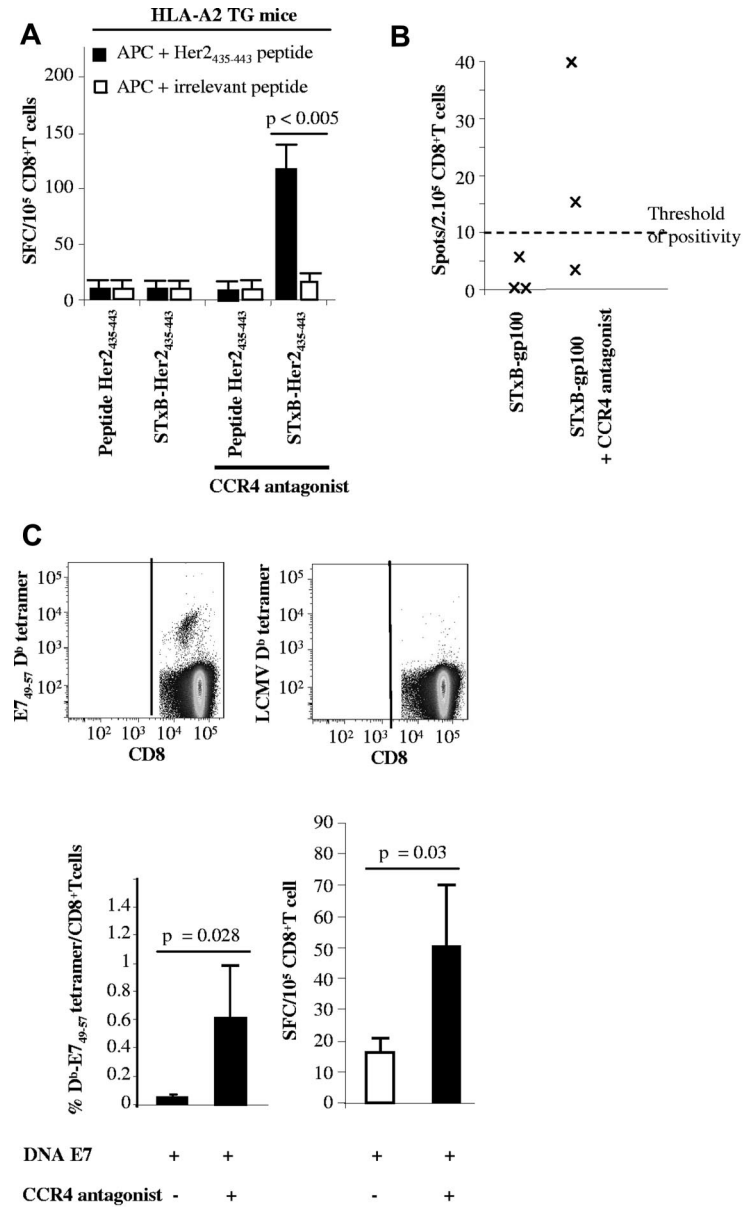 HLA-A2 TG mice
A
APC + Her2435-443 peptide
APC + irrelevant peptide
p < 0.005
SFC/10⁵ CD8⁺T cells
200
150
100
50
0
Peptide Her2435-443
STxB-Her2435-443
Peptide Her2435-443
STxB-Her2435-443
CCR4 antagonist
B
Spots/2.10⁵ CD8⁺T cells
40
30
20
10
0
Threshold
of positivity
STxB-gp100
STxB-gp100
+ CCR4 antagonist
C
E749-57 Dᵇ tetramer
10⁵
10⁴
10³
10²
10² 10³ 10⁴ 10⁵
CD8
LCMV Dᵇ tetramer
10⁵
10⁴
10³
10²
10² 10³ 10⁴ 10⁵
CD8
% Dᵇ-E749-57 tetramer/CD8⁺Tcells
1.4
1.2
1
0.8
0.6
0.4
0.2
0
p = 0.028
SFC/10⁵ CD8⁺T cell
90
80
70
60
50
40
30
20
10
0
p = 0.03
DNA E7 + + + +
CCR4 antagonist - + - +